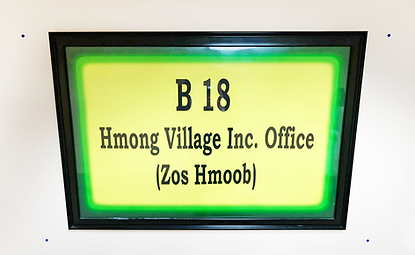 B 18
Hmong Village Inc. Office
(Zos Hmoob)